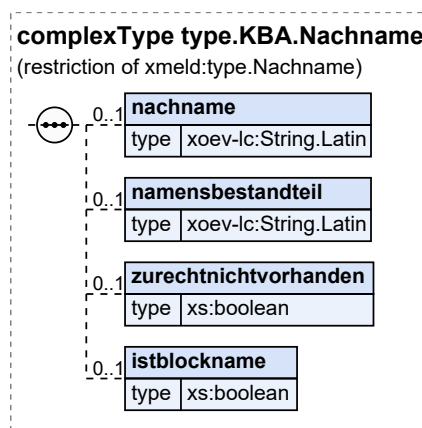 complexType type.KBA.Nachname
(restriction of xmeld:type.Nachname)
0..1 nachname
type xoev-lc:String.Latin
0..1 namensbestandteil
type xoev-lc:String.Latin
0..1 zurechtnichtvorhanden
type xs:boolean
0..1 istblockname
type xs:boolean